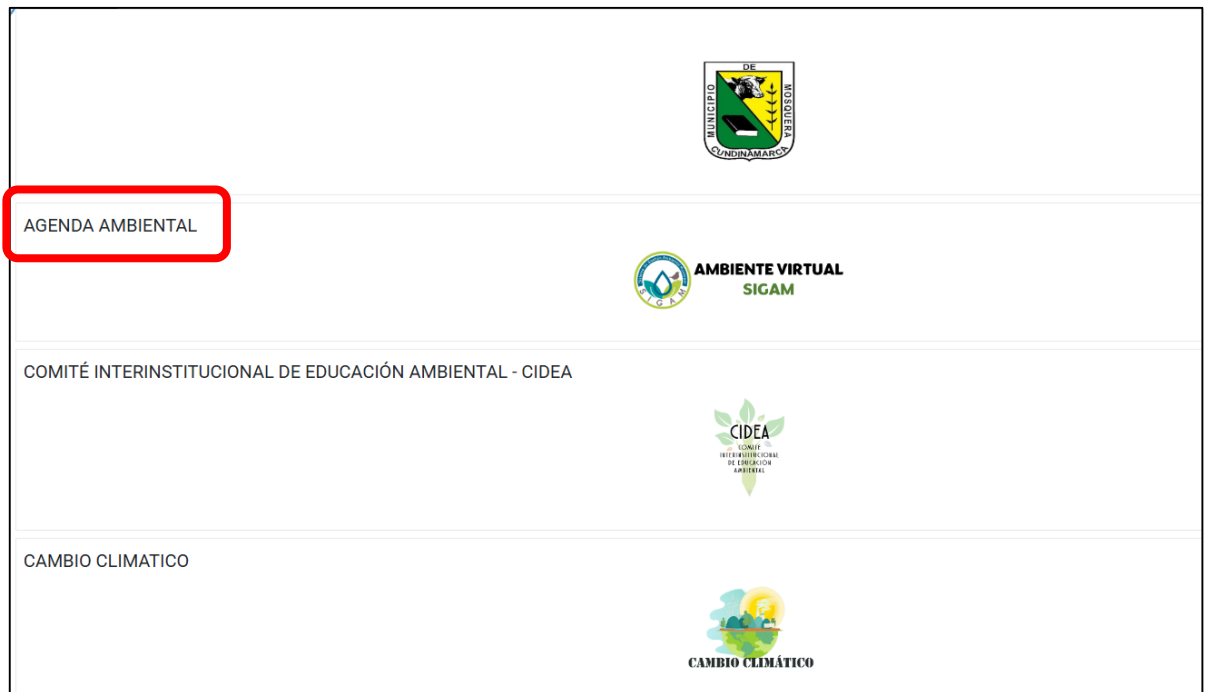 DE
MUNICIPIO
MOSQUERA
CUNDINAMARCA
AGENDA AMBIENTAL
AMBIENTE VIRTUAL
SIGAM
SIGAM
COMITÉ INTERINSTITUCIONAL DE EDUCACIÓN AMBIENTAL - CIDEA
CIDEA
COMITÉ
INTERINSTITUCIONAL
DE EDUCACIÓN
AMBIENTAL
CAMBIO CLIMATICO
CAMBIO CLIMÁTICO